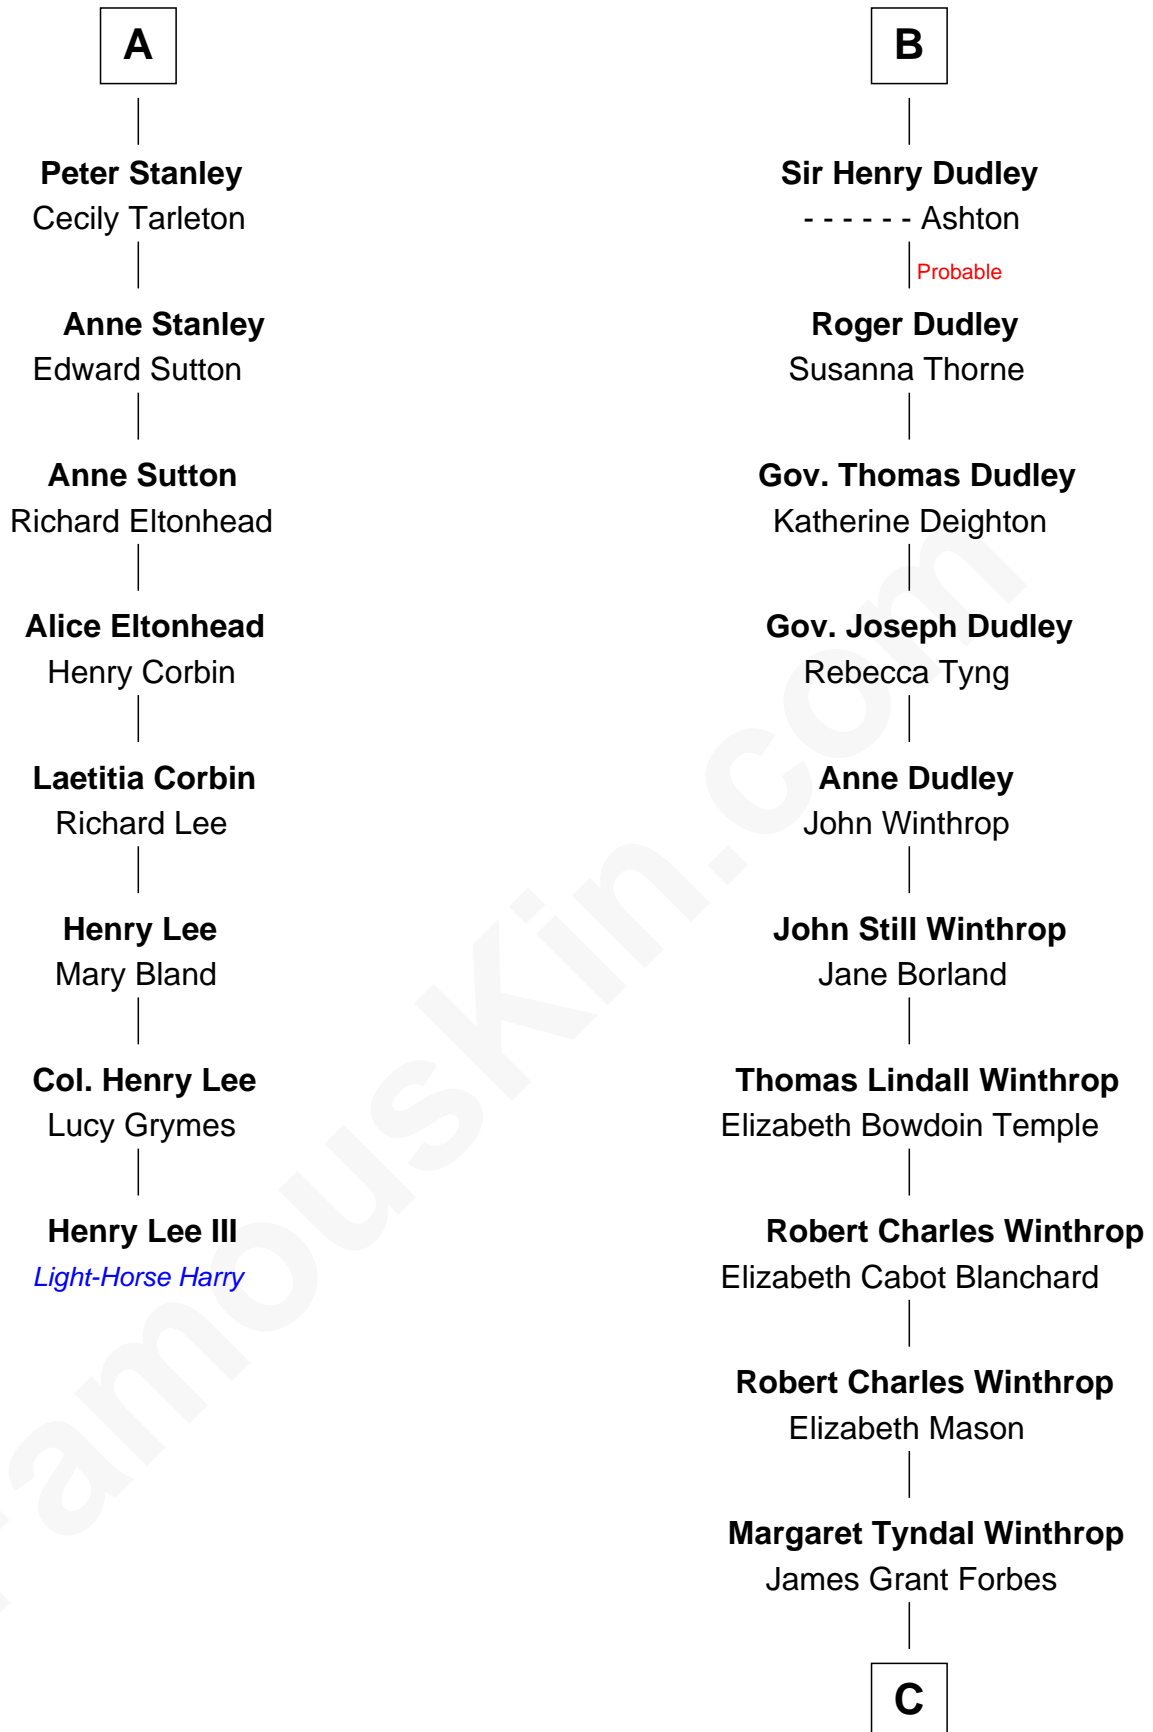 A
Peter Stanley
Cecily Tarleton
Anne Stanley
Edward Sutton
Anne Sutton
Richard Eltonhead
Alice Eltonhead
Henry Corbin
Laetitia Corbin
Richard Lee
Henry Lee
Mary Bland
Col. Henry Lee
Lucy Grymes
Henry Lee III
Light-Horse Harry
B
Sir Henry Dudley
- - - - - - Ashton
Probable
Roger Dudley
Susanna Thorne
Gov. Thomas Dudley
Katherine Deighton
Gov. Joseph Dudley
Rebecca Tyng
Anne Dudley
John Winthrop
John Still Winthrop
Jane Borland
Thomas Lindall Winthrop
Elizabeth Bowdoin Temple
Robert Charles Winthrop
Elizabeth Cabot Blanchard
Robert Charles Winthrop
Elizabeth Mason
Margaret Tyndal Winthrop
James Grant Forbes
C
FamousKin.com